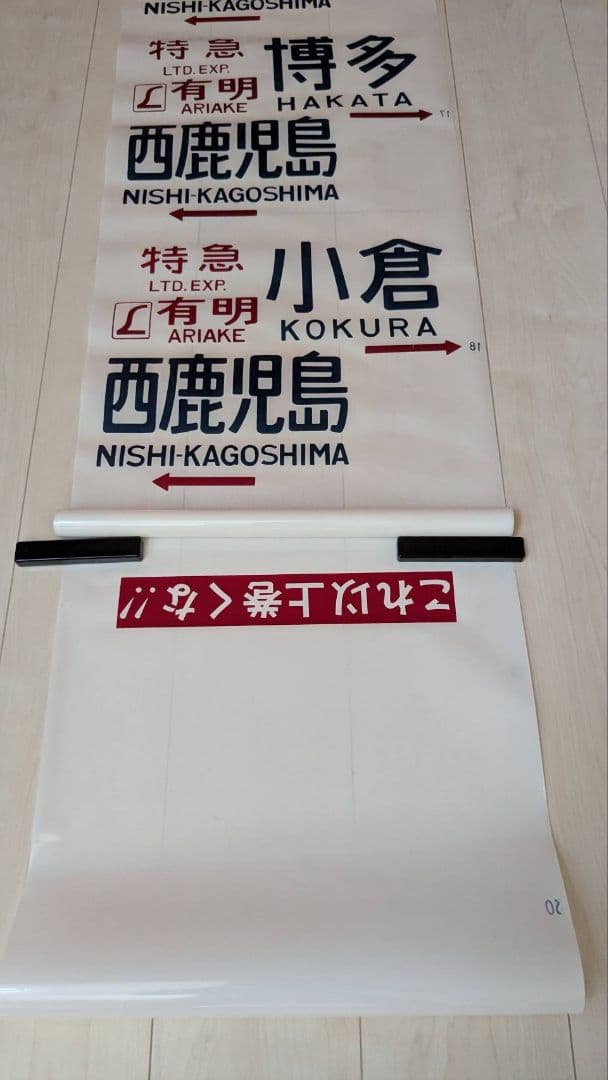 NISHI-KAGOSHIMA
特急 博多
LTD.EXP.
有明 HAKATA
ARIAKE
17
西鹿児島
NISHI-KAGOSHIMA
特急 小倉
LTD.EXP.
有明 KOKURA
ARIAKE
18
西鹿児島
NISHI-KAGOSHIMA
これ以上巻くな!!
20